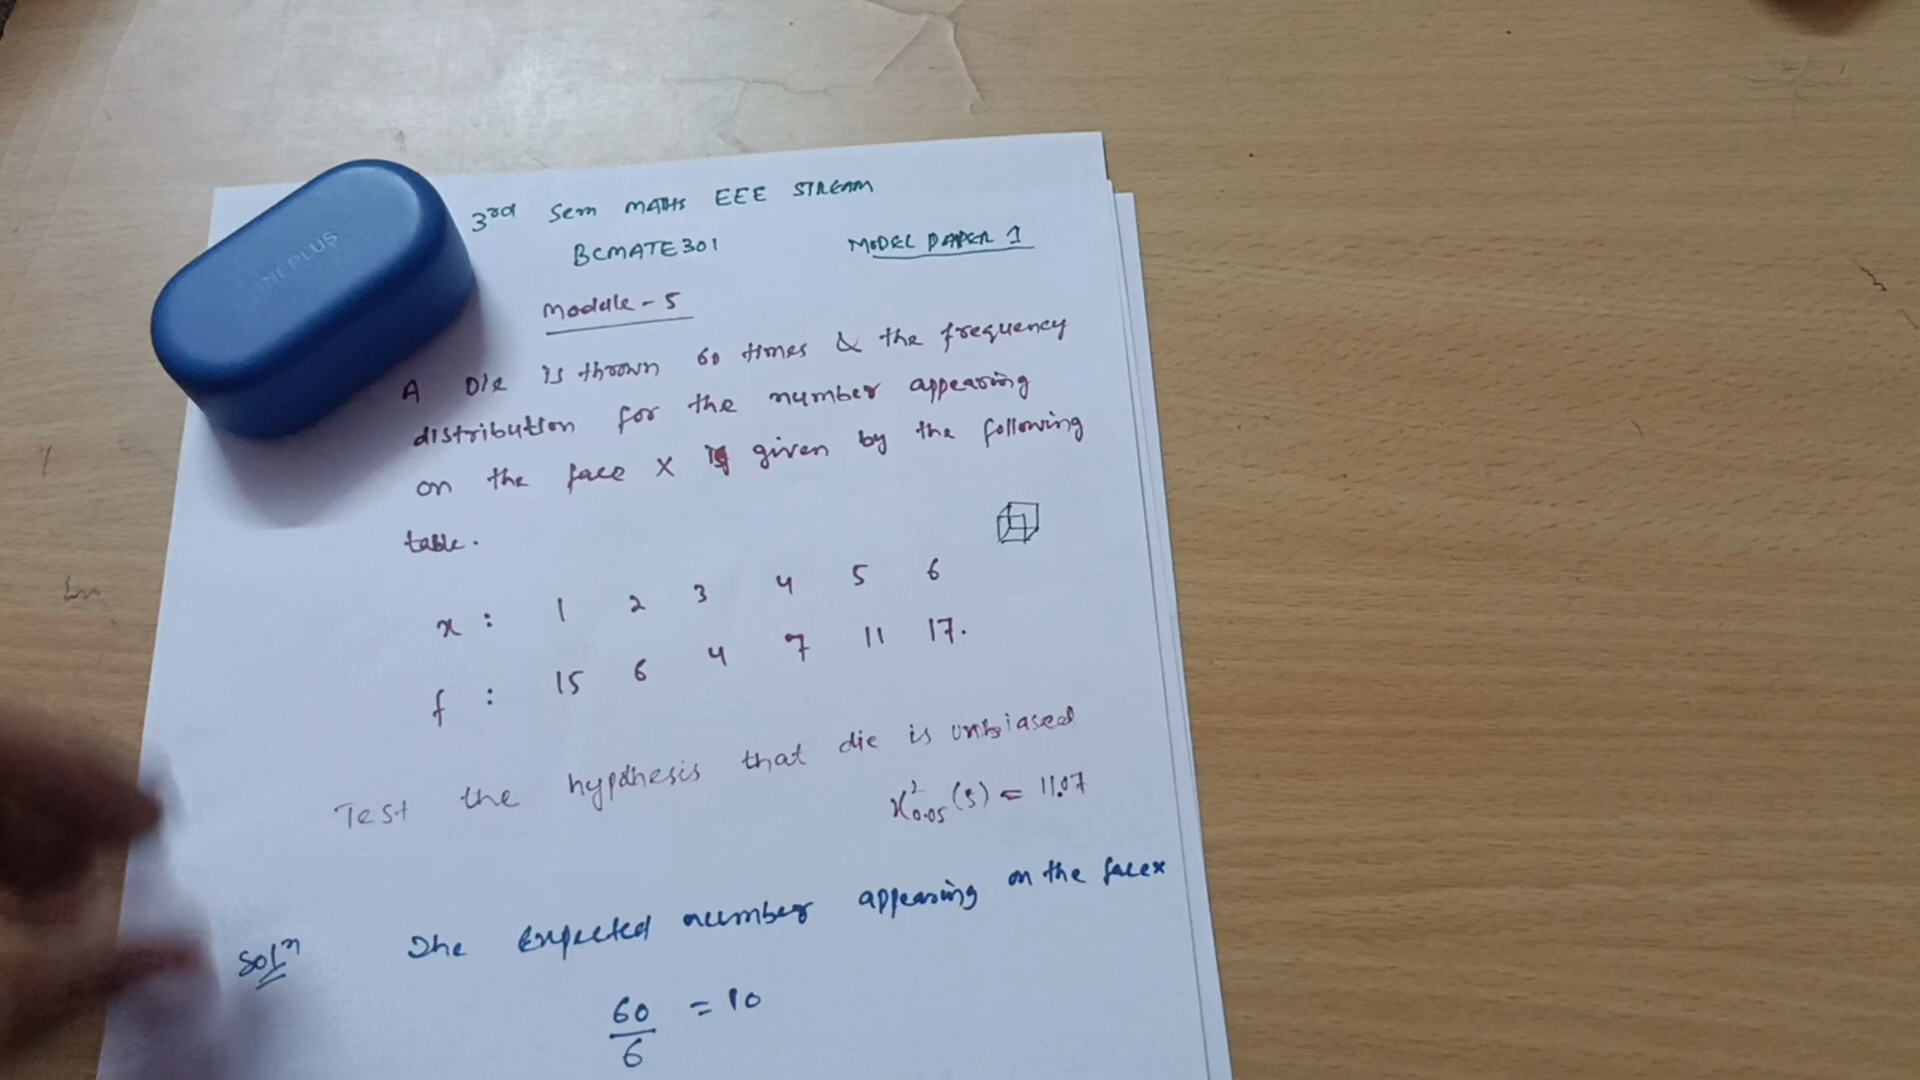 ONEPLUS
3rd Sem MATHS EEE STREAM
BCMATE301 MODEL PAPER 1
Module - 5
A Die is thrown 60 times & the frequency
distribution for the number appearing
on the face x is given by the following
table.
x : 1 2 3 4 5 6
f : 15 6 4 7 11 17.
Test the hypothesis that die is unbiased
χ²0.05 (5) = 11.07
Solⁿ The Expected number appearing on the face x
60/6 = 10